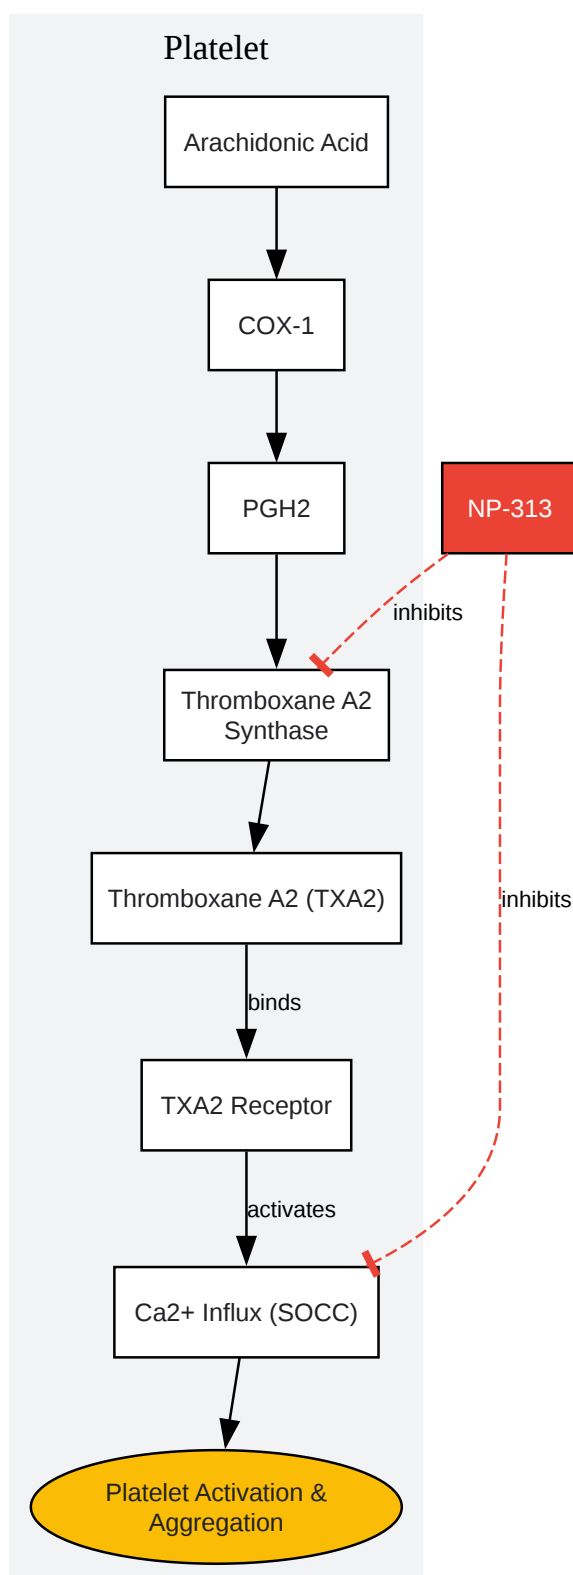 Platelet
Arachidonic Acid
COX-1
PGH2
NP-313
inhibits
Thromboxane A2
Synthase
Thromboxane A2 (TXA2)
inhibits
binds
TXA2 Receptor
activates
Ca2+ Influx (SOCC)
Platelet Activation &
Aggregation